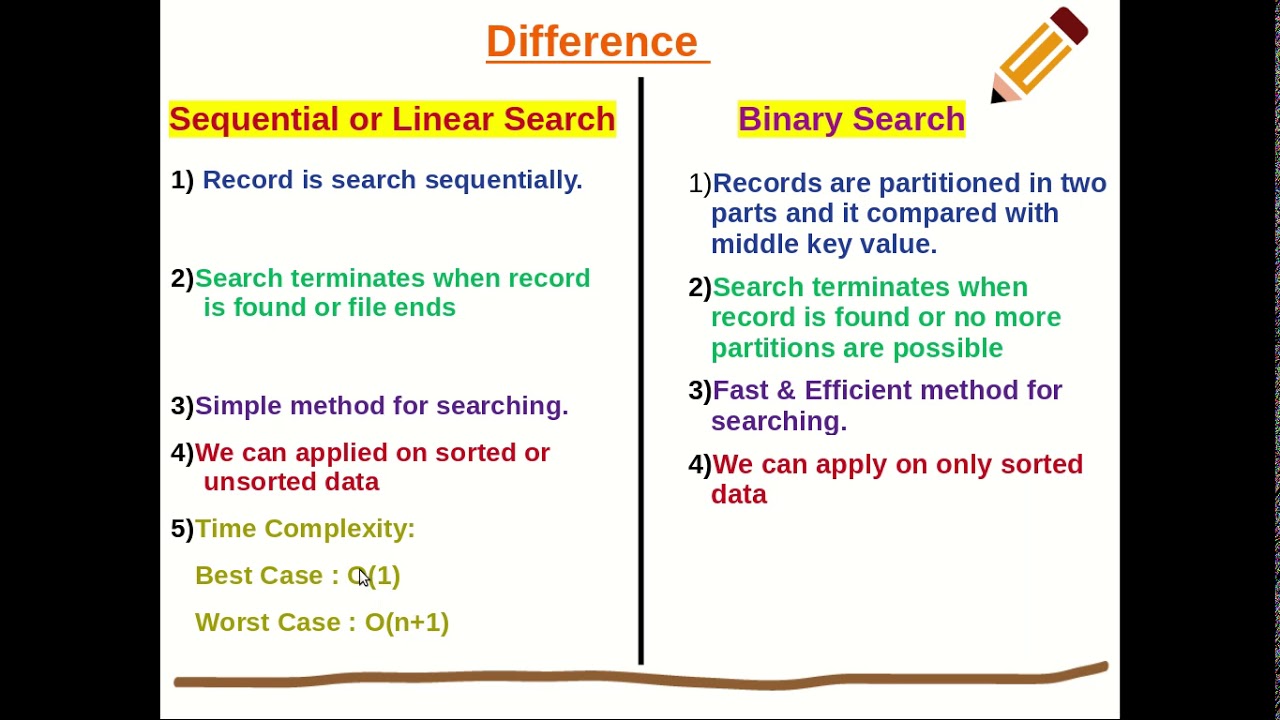 Difference
Sequential or Linear Search
1) Record is search sequentially.
2)Search terminates when record
is found or file ends
3)Simple method for searching.
4)We can applied on sorted or
unsorted data
5)Time Complexity:
Best Case : O(1)
Worst Case : O(n+1)
Binary Search
1)Records are partitioned in two
parts and it compared with
middle key value.
2)Search terminates when
record is found or no more
partitions are possible
3)Fast & Efficient method for
searching.
4)We can apply on only sorted
data